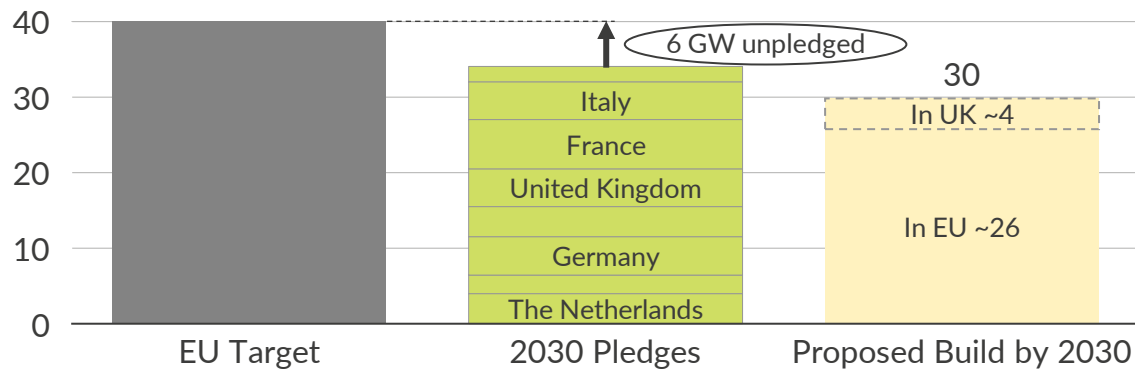 40
6 GW unpledged
30
30
In UK ~4
Italy
France
20
United Kingdom
In EU ~26
10
Germany
The Netherlands
0
EU Target
2030 Pledges
Proposed Build by 2030